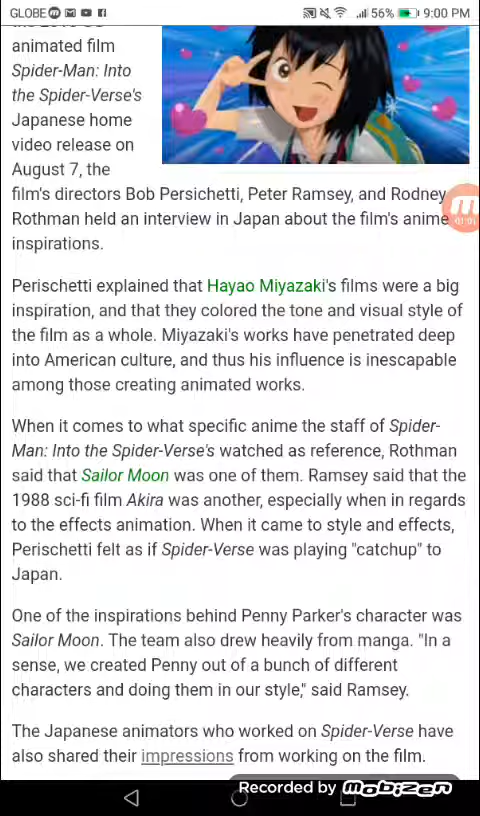 GLOBE 56% 9:00 PM
animated film
Spider-Man: Into
the Spider-Verse's
Japanese home
video release on
August 7, the
film's directors Bob Persichetti, Peter Ramsey, and Rodney
Rothman held an interview in Japan about the film's anime
inspirations.
01:01
Perischetti explained that Hayao Miyazaki's films were a big
inspiration, and that they colored the tone and visual style of
the film as a whole. Miyazaki's works have penetrated deep
into American culture, and thus his influence is inescapable
among those creating animated works.
When it comes to what specific anime the staff of Spider-
Man: Into the Spider-Verse's watched as reference, Rothman
said that Sailor Moon was one of them. Ramsey said that the
1988 sci-fi film Akira was another, especially when in regards
to the effects animation. When it came to style and effects,
Perischetti felt as if Spider-Verse was playing "catchup" to
Japan.
One of the inspirations behind Penny Parker's character was
Sailor Moon. The team also drew heavily from manga. "In a
sense, we created Penny out of a bunch of different
characters and doing them in our style," said Ramsey.
The Japanese animators who worked on Spider-Verse have
also shared their impressions from working on the film.
Recorded by mobizen